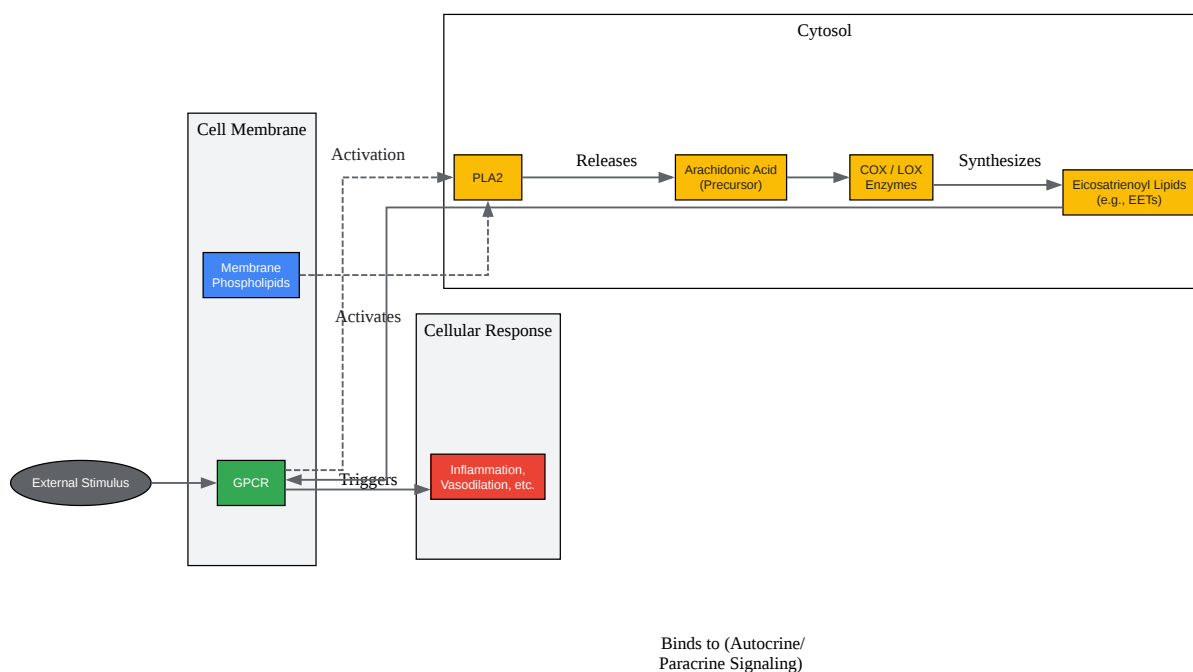 Cytosol
Cell Membrane
Activation
PLA2
Releases
Arachidonic Acid
(Precursor)
COX / LOX
Enzymes
Synthesizes
Eicosatrienoyl Lipids
(e.g., EETs)
Membrane
Phospholipids
Activates
Cellular Response
External Stimulus
GPCR
Triggers
Inflammation,
Vasodilation, etc.
Binds to (Autocrine/
Paracrine Signaling)